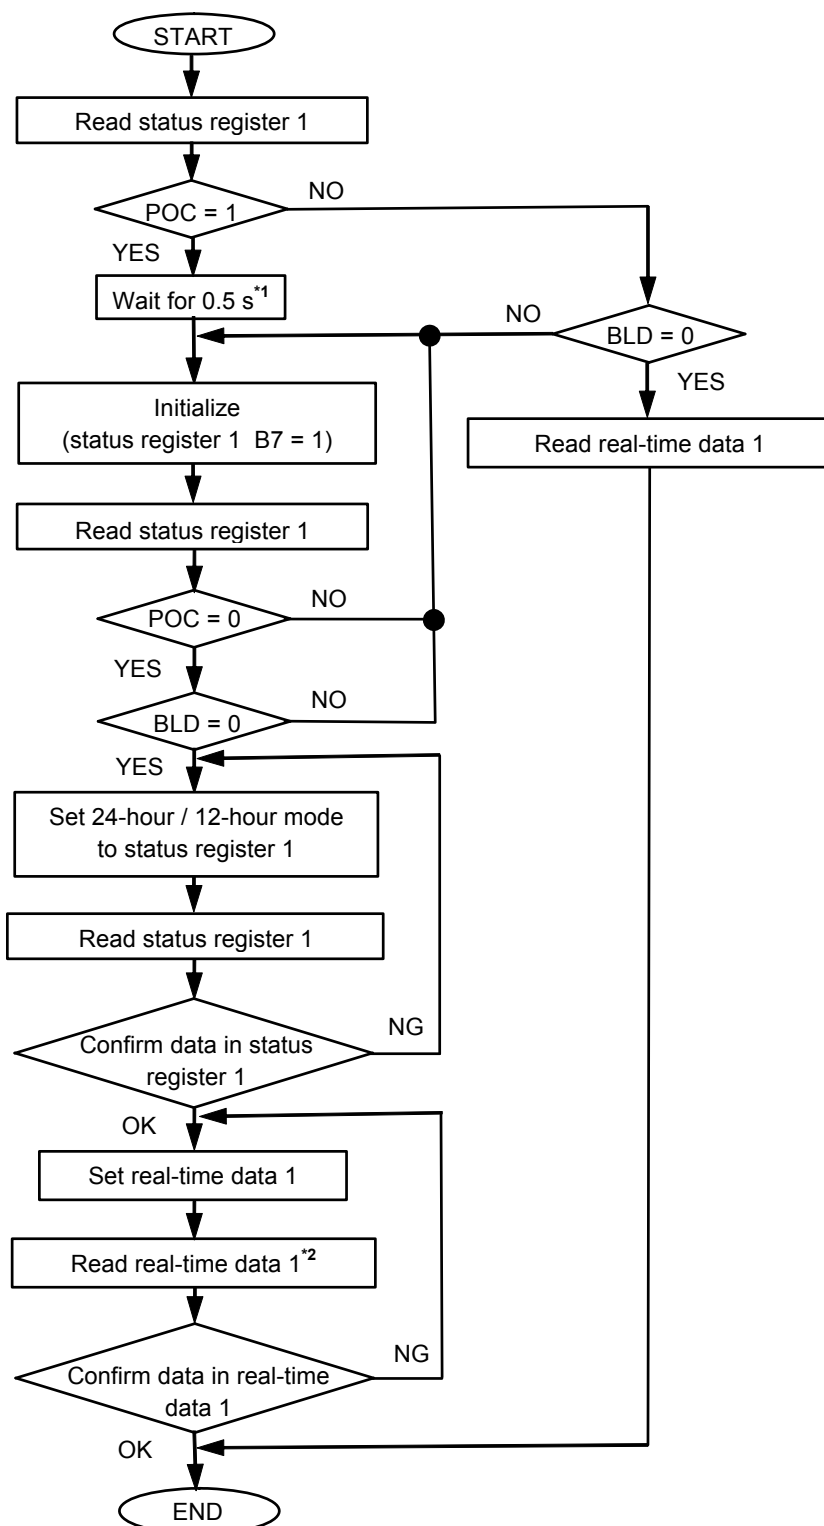 START
Read status register 1
POC = 1
NO
YES
Wait for 0.5 s*1
NO
BLD = 0
YES
Initialize
(status register 1  B7 = 1)
Read real-time data 1
Read status register 1
POC = 0
NO
YES
BLD = 0
NO
YES
Set 24-hour / 12-hour mode
to status register 1
Read status register 1
Confirm data in status
register 1
NG
OK
Set real-time data 1
Read real-time data 1*2
Confirm data in real-time
data 1
NG
OK
END